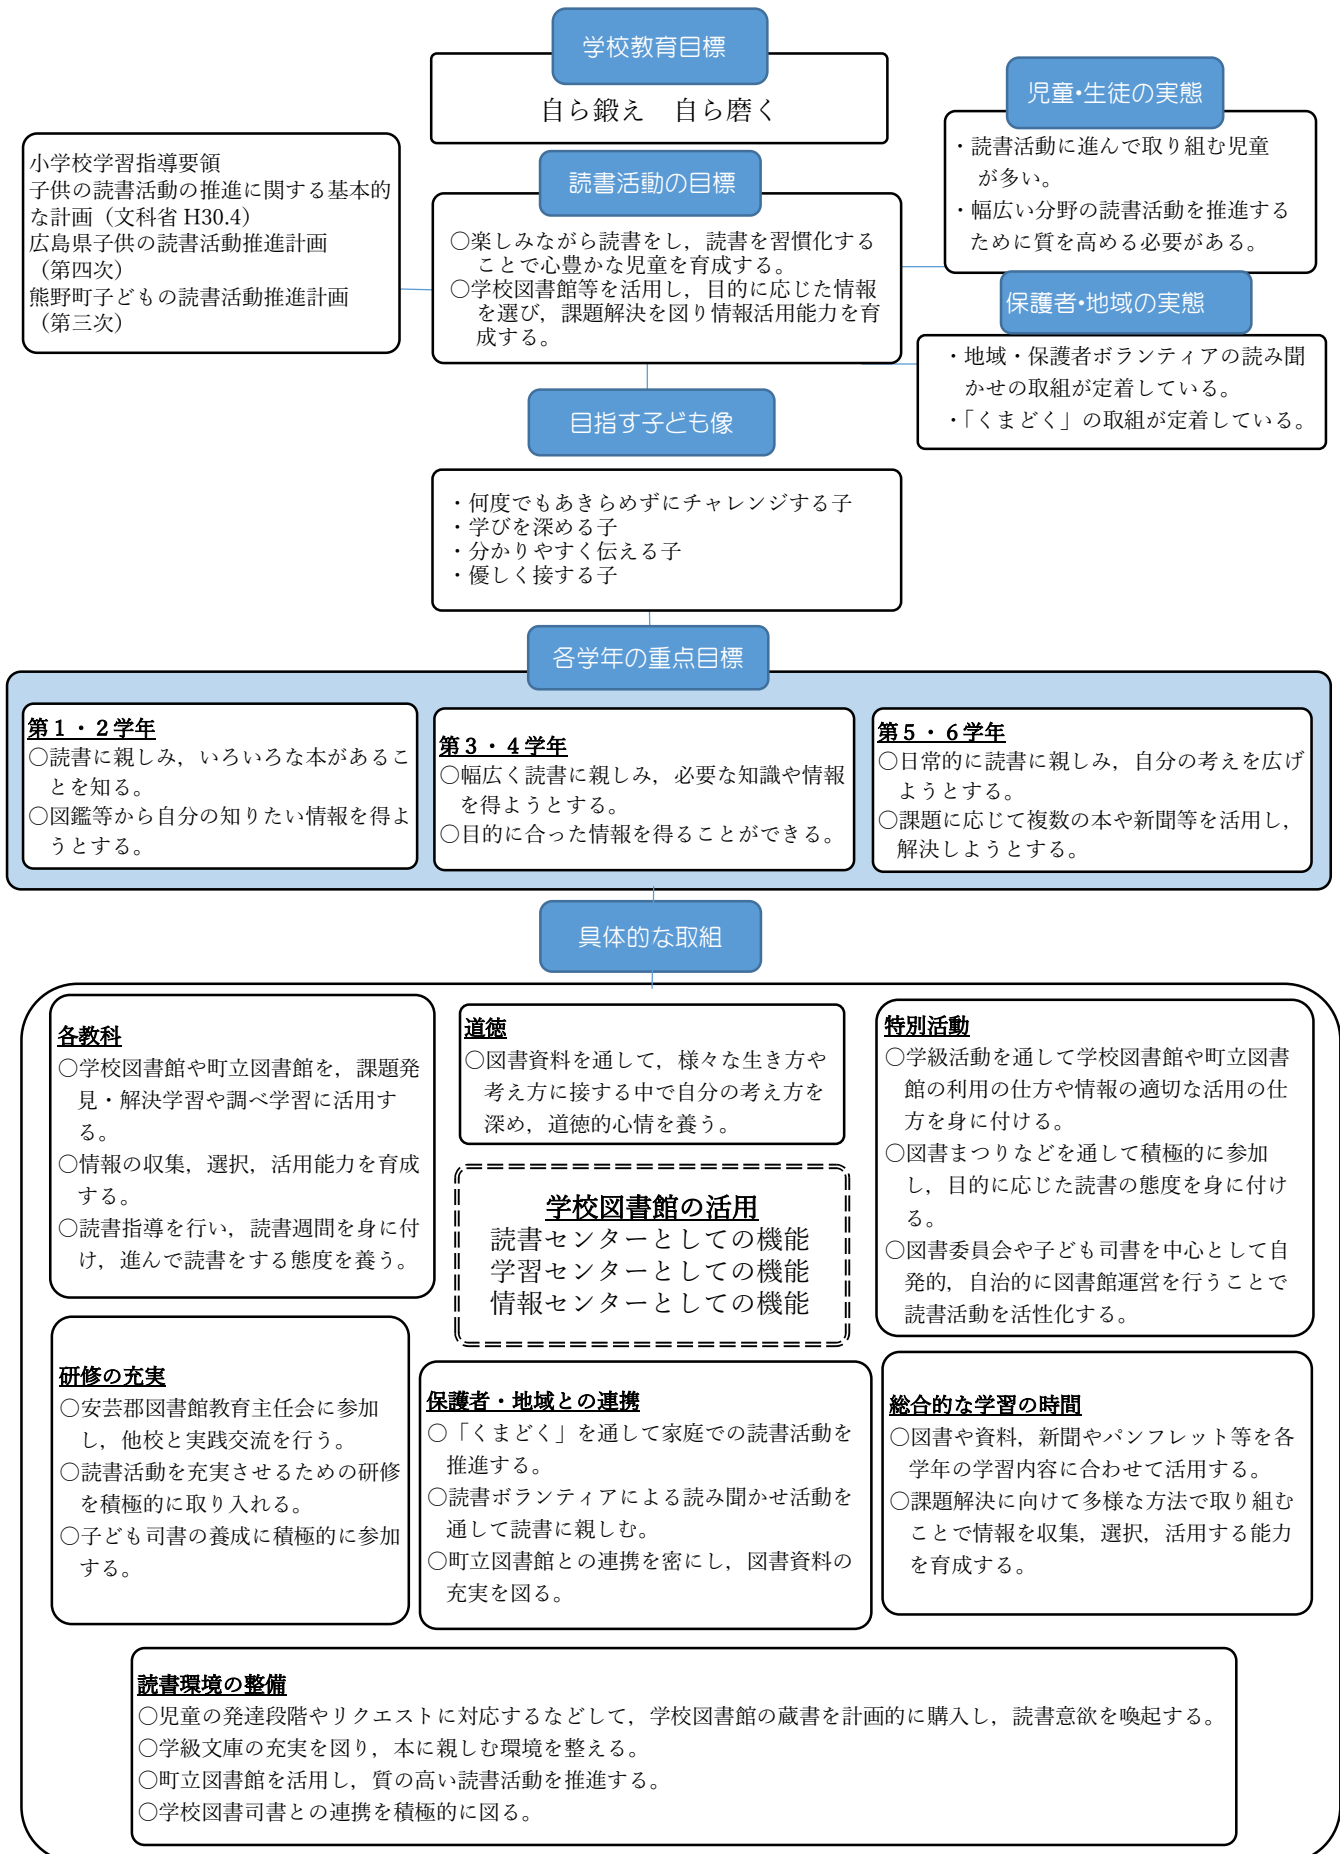 学校教育目標
自ら鍛え　自ら磨く
児童・生徒の実態
・読書活動に進んで取り組む児童
が多い。
・幅広い分野の読書活動を推進する
ために質を高める必要がある。
小学校学習指導要領
子供の読書活動の推進に関する基本的
な計画（文科省 H30.4）
広島県子供の読書活動推進計画
（第四次）
熊野町子どもの読書活動推進計画
（第三次）
読書活動の目標
○楽しみながら読書をし，読書を習慣化する
ことで心豊かな児童を育成する。
○学校図書館等を活用し，目的に応じた情報
を選び，課題解決を図り情報活用能力を育
成する。
保護者・地域の実態
・地域・保護者ボランティアの読み聞
かせの取組が定着している。
・「くまどく」の取組が定着している。
目指す子ども像
・何度でもあきらめずにチャレンジする子
・学びを深める子
・分かりやすく伝える子
・優しく接する子
各学年の重点目標
第１・２学年
○読書に親しみ，いろいろな本があるこ
とを知る。
○図鑑等から自分の知りたい情報を得よ
うとする。
第３・４学年
○幅広く読書に親しみ，必要な知識や情報
を得ようとする。
○目的に合った情報を得ることができる。
第５・６学年
○日常的に読書に親しみ，自分の考えを広げ
ようとする。
○課題に応じて複数の本や新聞等を活用し，
解決しようとする。
具体的な取組
各教科
○学校図書館や町立図書館を，課題発
見・解決学習や調べ学習に活用す
る。
○情報の収集，選択，活用能力を育成
する。
○読書指導を行い，読書週間を身に付
け，進んで読書をする態度を養う。
道徳
○図書資料を通して，様々な生き方や
考え方に接する中で自分の考え方を
深め，道徳的心情を養う。
特別活動
○学級活動を通して学校図書館や町立図書
館の利用の仕方や情報の適切な活用の仕
方を身に付ける。
○図書まつりなどを通して積極的に参加
し，目的に応じた読書の態度を身に付け
る。
○図書委員会や子ども司書を中心として自
発的，自治的に図書館運営を行うことで
読書活動を活性化する。
学校図書館の活用
読書センターとしての機能
学習センターとしての機能
情報センターとしての機能
研修の充実
○安芸郡図書館教育主任会に参加
し，他校と実践交流を行う。
○読書活動を充実させるための研修
を積極的に取り入れる。
○子ども司書の養成に積極的に参加
する。
保護者・地域との連携
○「くまどく」を通して家庭での読書活動を
推進する。
○読書ボランティアによる読み聞かせ活動を
通して読書に親しむ。
○町立図書館との連携を密にし，図書資料の
充実を図る。
総合的な学習の時間
○図書や資料，新聞やパンフレット等を各
学年の学習内容に合わせて活用する。
○課題解決に向けて多様な方法で取り組む
ことで情報を収集，選択，活用する能力
を育成する。
読書環境の整備
○児童の発達段階やリクエストに対応するなどして，学校図書館の蔵書を計画的に購入し，読書意欲を喚起する。
○学級文庫の充実を図り，本に親しむ環境を整える。
○町立図書館を活用し，質の高い読書活動を推進する。
○学校図書司書との連携を積極的に図る。